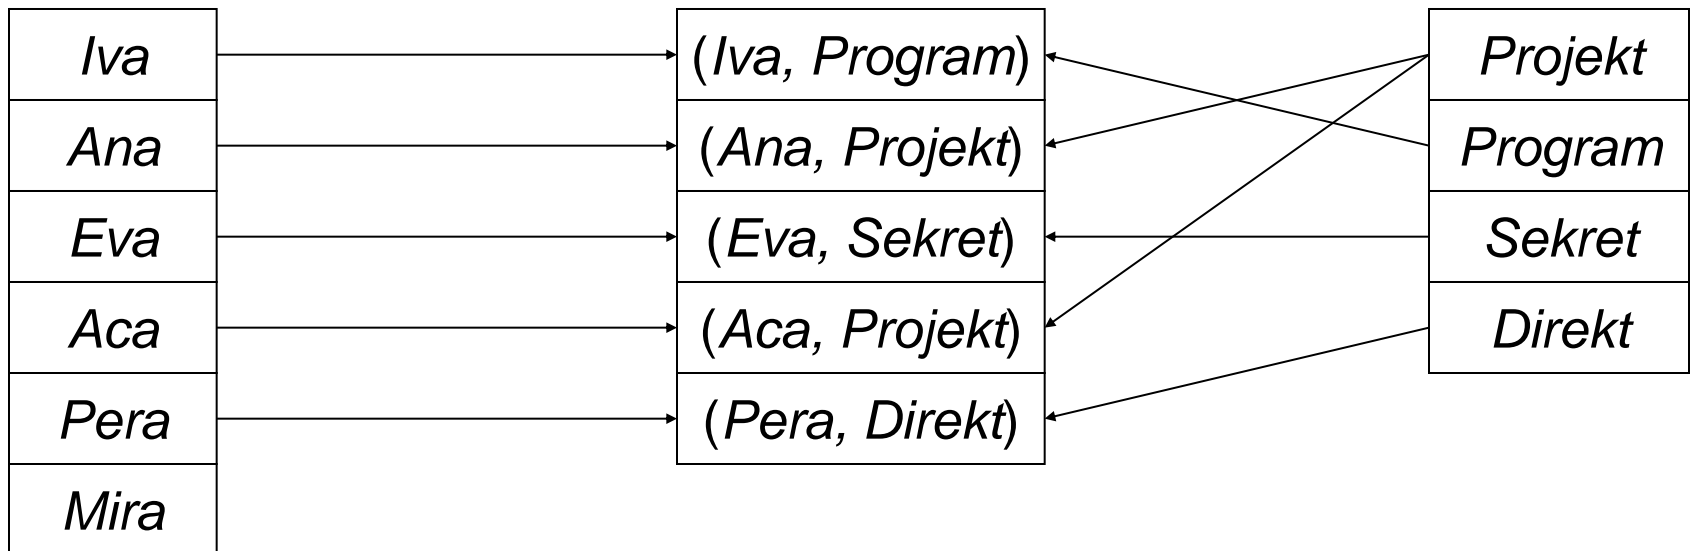 Iva
(Iva, Program)
Projekt
Ana
(Ana, Projekt)
Program
Eva
(Eva, Sekret)
Sekret
Aca
(Aca, Projekt)
Direkt
Pera
(Pera, Direkt)
Mira